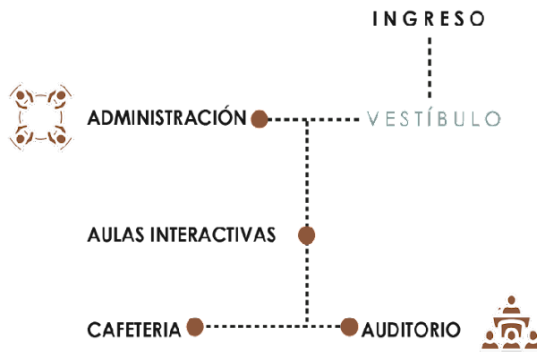 INGRESO
ADMINISTRACIÓN
VESTÍBULO
AULAS INTERACTIVAS
CAFETERIA
AUDITORIO